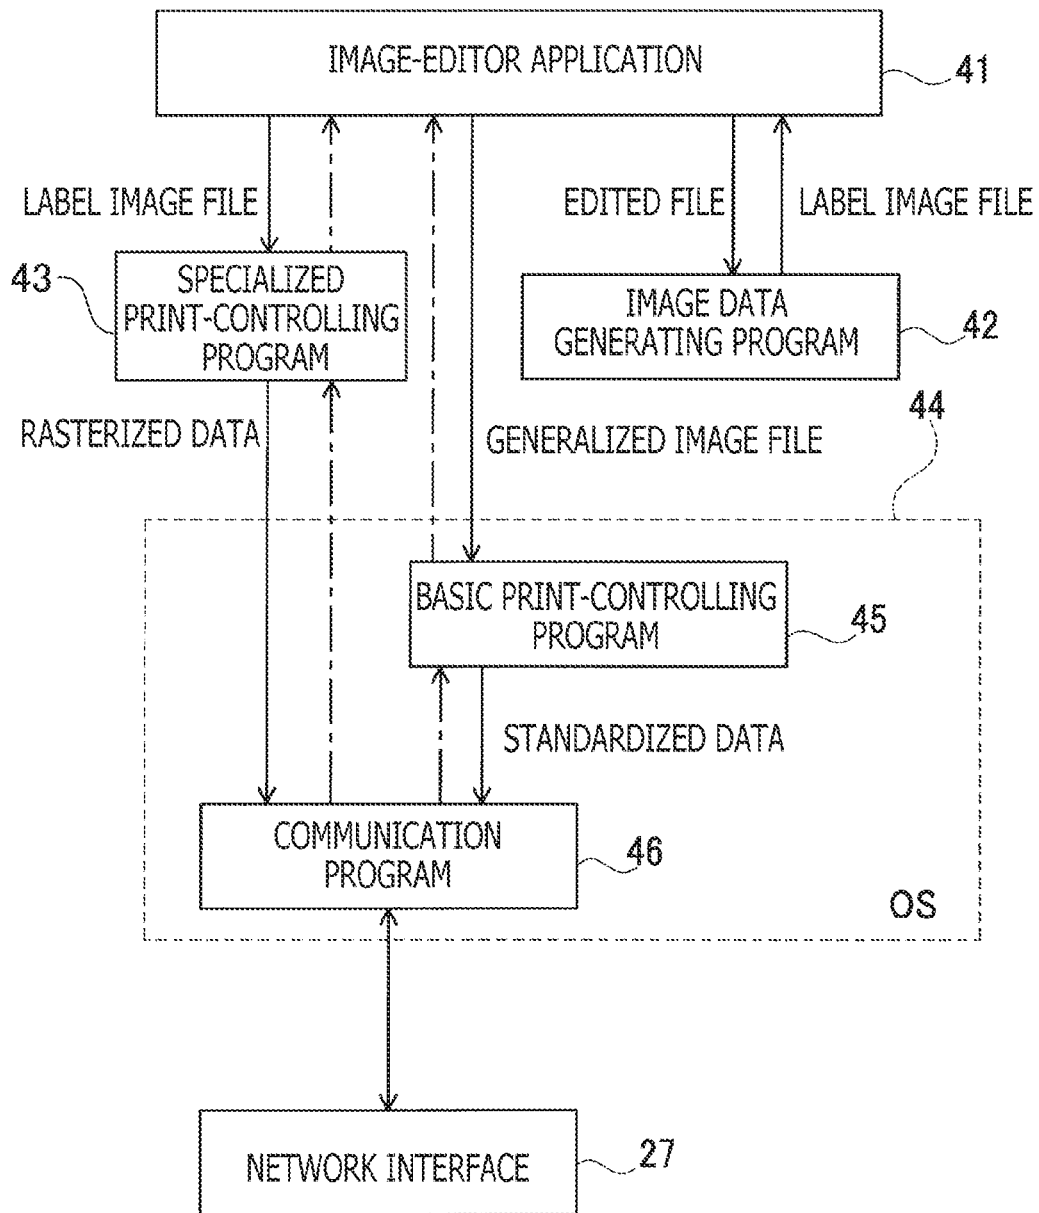 IMAGE-EDITOR APPLICATION
41
LABEL IMAGE FILE
EDITED FILE
LABEL IMAGE FILE
43
SPECIALIZED
PRINT-CONTROLLING
PROGRAM
IMAGE DATA
GENERATING PROGRAM
42
44
RASTERIZED DATA
GENERALIZED IMAGE FILE
BASIC PRINT-CONTROLLING
PROGRAM
45
STANDARDIZED DATA
COMMUNICATION
PROGRAM
46
OS
NETWORK INTERFACE
27